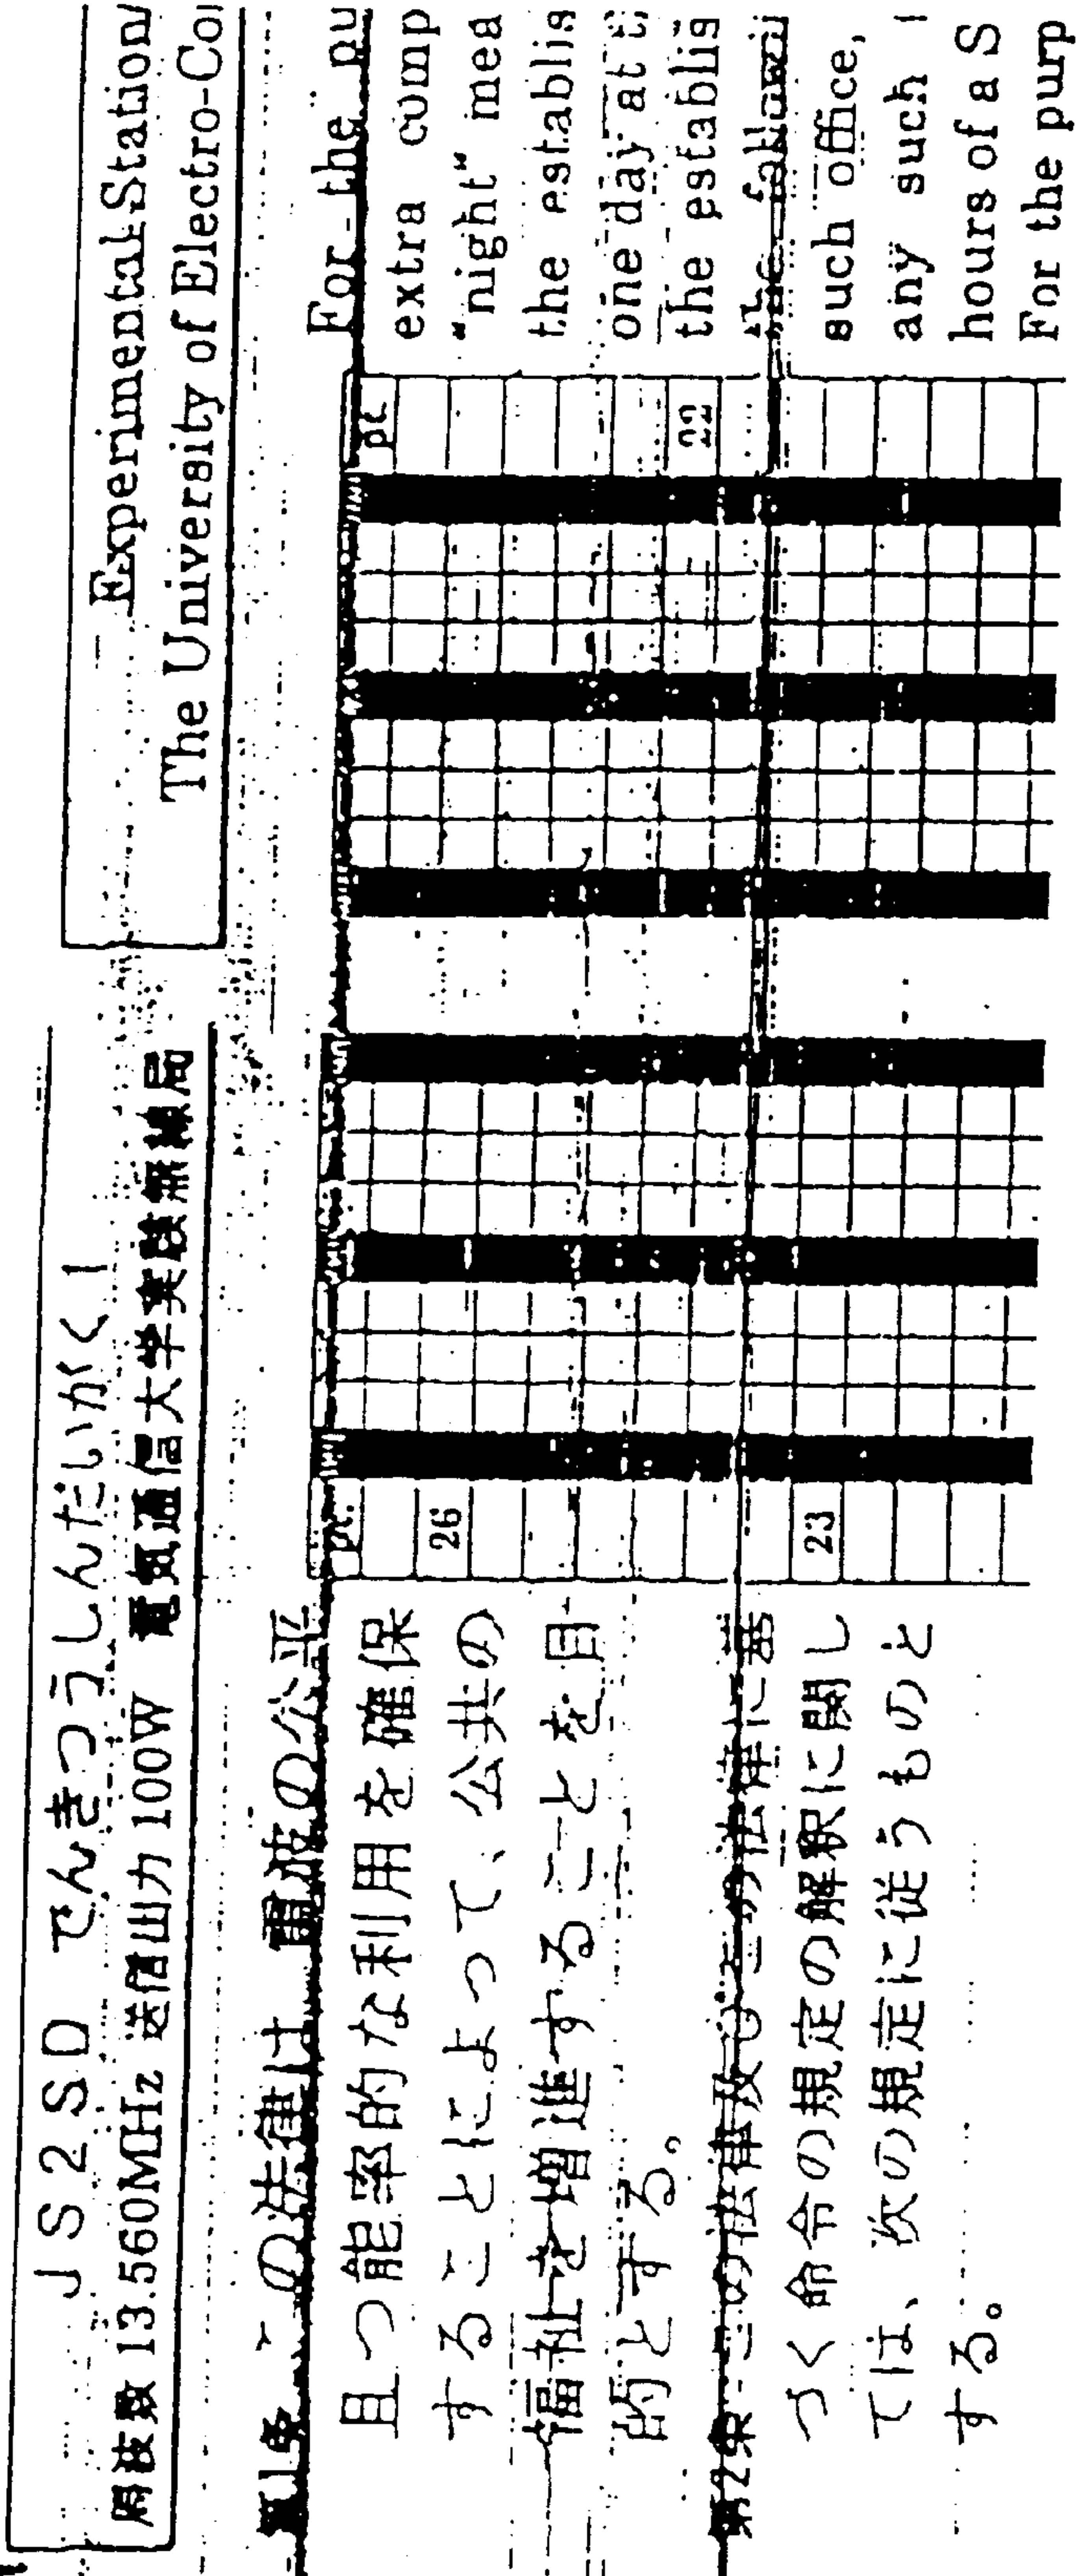 JS2SD でんきつうしんだいがく1
周波数 13.560MHz 送信出力 100W 電気通信大学実験無線局
Experimental Station
The University of Electro-Co
第1条 この法律は 電波の公平
且つ能率的な利用を確保
することによって、公共の
福祉を増進することを目
的とする。
第2条 この法律及びこの法律に基
づく命令の規定の解釈に関し
ては、次の規定に従うものと
する。
pt.
26
23
22
For the pu
extra comp
"night" mea
the establis
one day at t
the establis
the followi
such office,
any such
hours of a S
For the purp